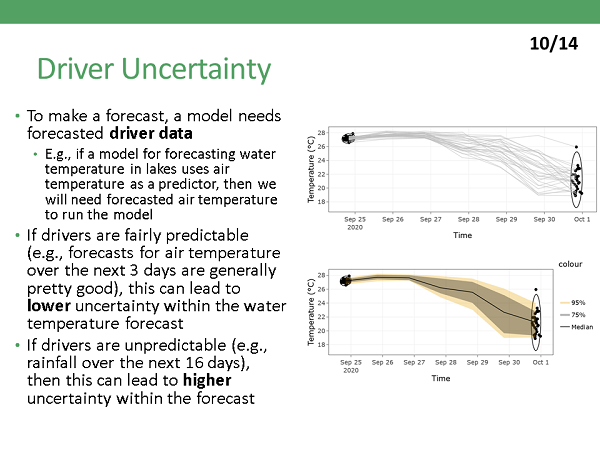 10/14
Driver Uncertainty
• To make a forecast, a model needs
forecasted driver data
• E.g., if a model for forecasting water
temperature in lakes uses air
temperature as a predictor, then we
will need forecasted air temperature
to run the model
• If drivers are fairly predictable
(e.g., forecasts for air temperature
over the next 3 days are generally
pretty good), this can lead to
lower uncertainty within the water
temperature forecast
• If drivers are unpredictable (e.g.,
rainfall over the next 16 days),
then this can lead to higher
uncertainty within the forecast
Temperature (°C)
28
26
24
22
20
18
Sep 25 Sep 26 Sep 27 Sep 28 Sep 29 Sep 30 Oct 1
2020
Time
Temperature (°C)
28
26
24
22
20
18
Sep 25 Sep 26 Sep 27 Sep 28 Sep 29 Sep 30 Oct 1
2020
Time
colour
95%
75%
Median